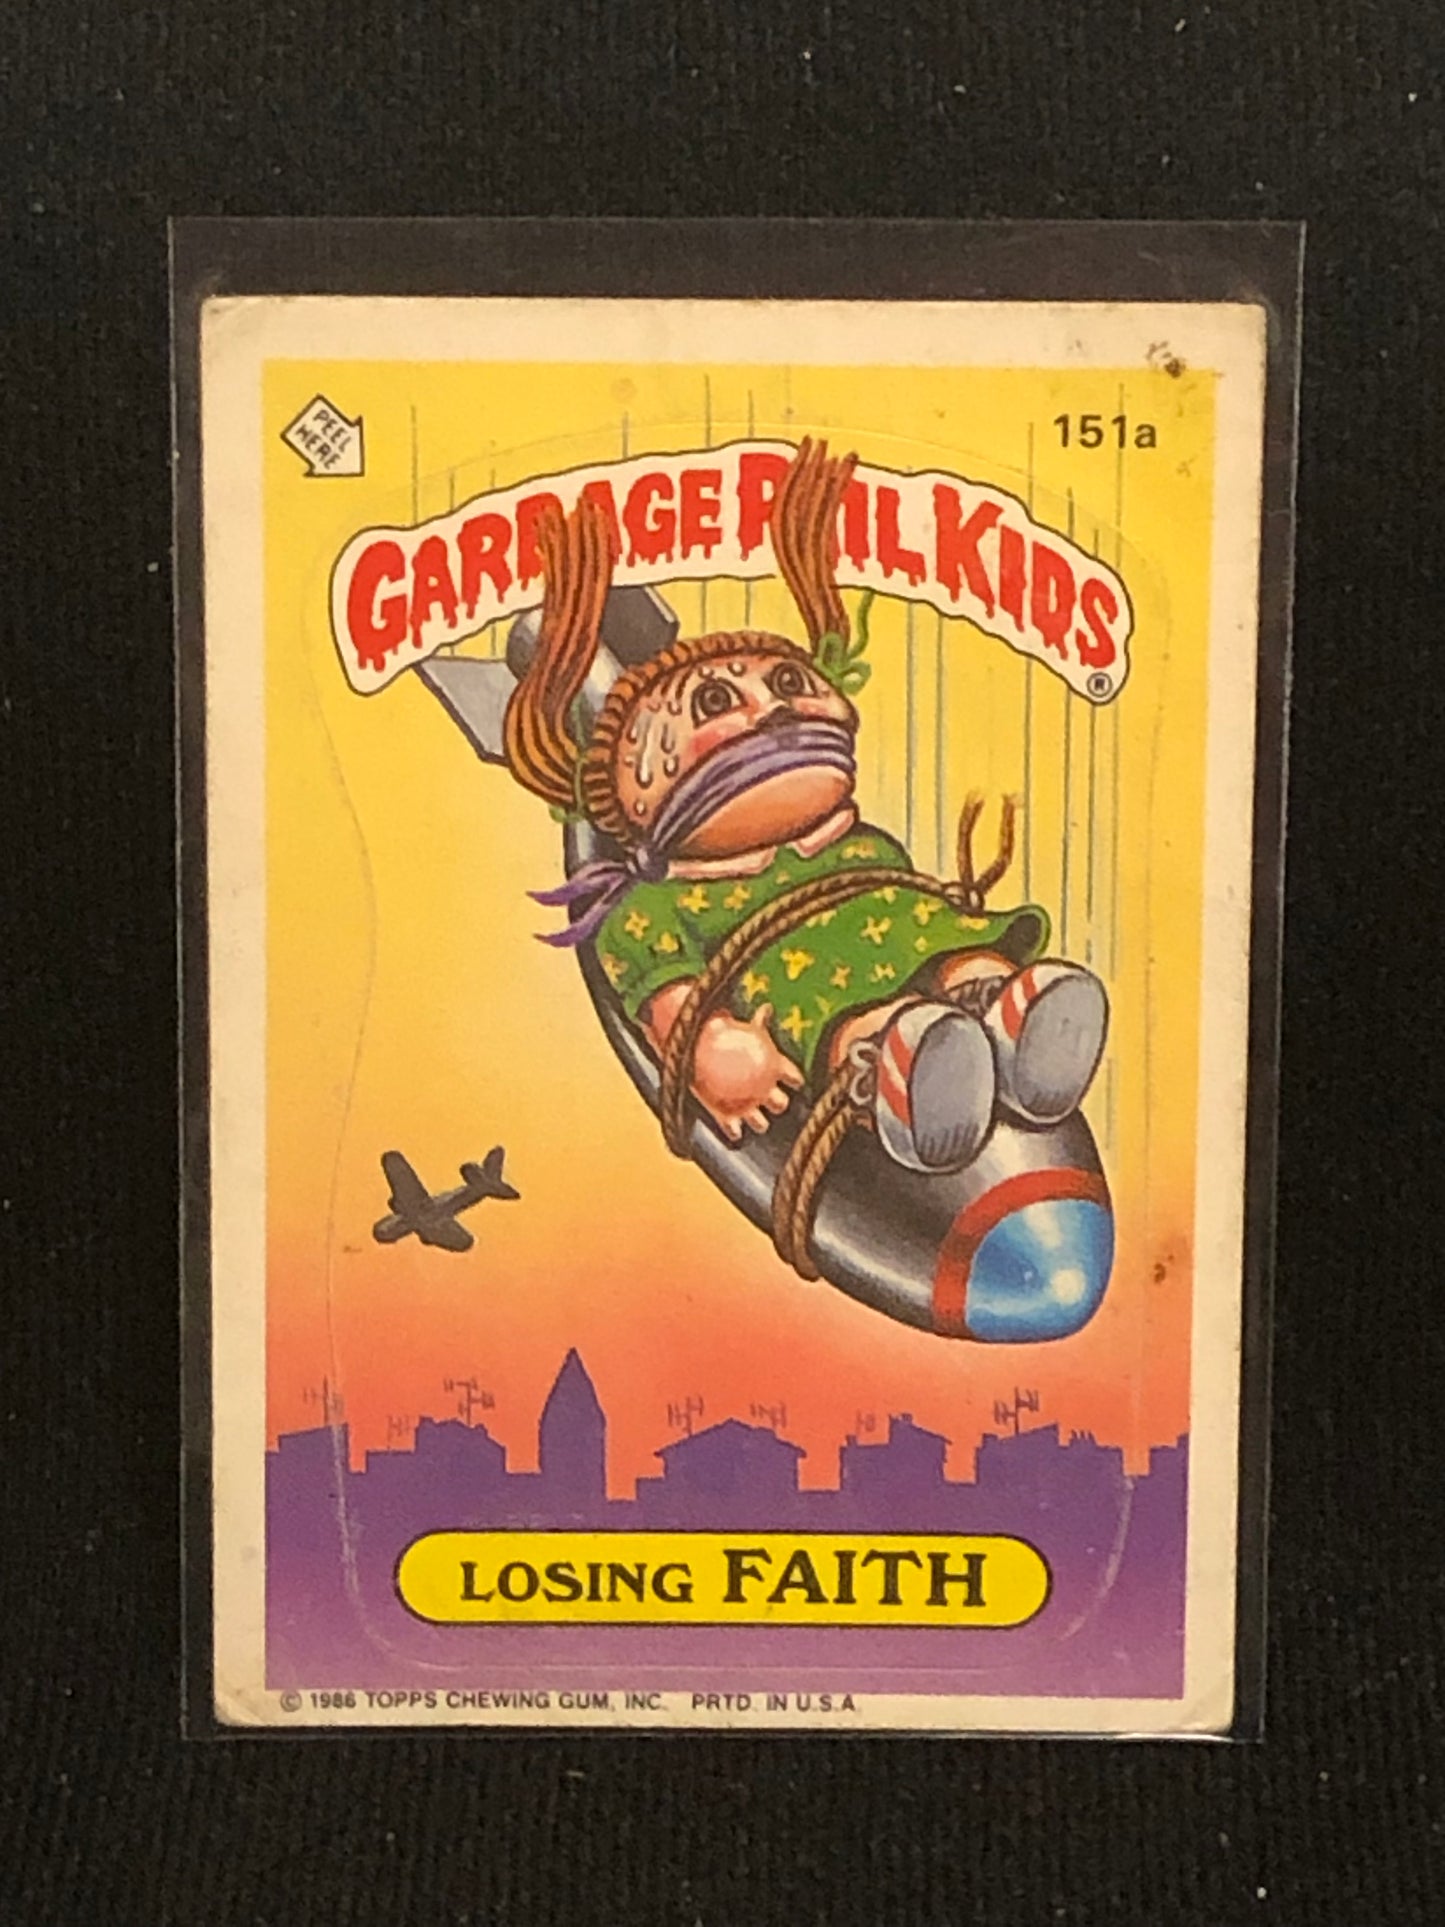 PEEL
HERE
151a
GARBAGE PAIL KIDS
®
LOSING FAITH
© 1986 TOPPS CHEWING GUM, INC. PRTD. IN U.S.A.